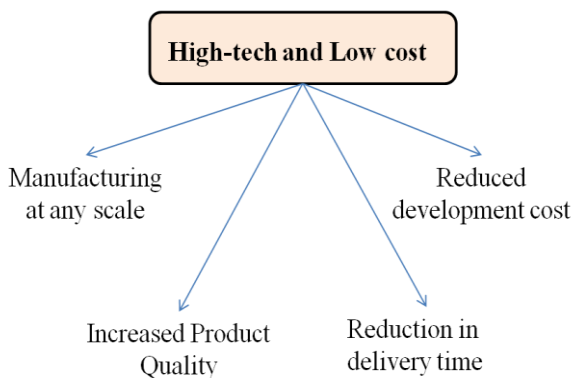 High-tech and Low cost
Manufacturing
at any scale
Reduced
development cost
Increased Product
Quality
Reduction in
delivery time